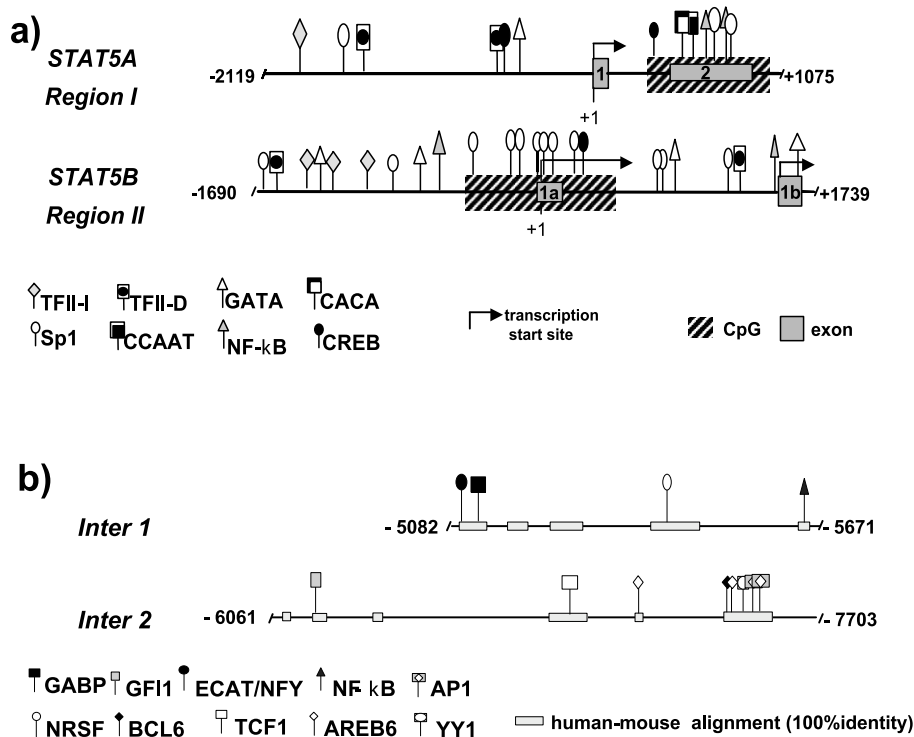 a)
STAT5A
Region I
-2119
1
+1
2
+1075
STAT5B
Region II
-1690
1a
+1
1b
+1739
TFII-I
TFII-D
GATA
CACA
Sp1
CCAAT
NF-kB
CREB
transcription
start site
CpG
exon
b)
Inter 1
- 5082
- 5671
Inter 2
- 6061
- 7703
GABP
GFI1
ECAT/NFY
NF- kB
AP1
NRSF
BCL6
TCF1
AREB6
YY1
human-mouse alignment (100%identity)